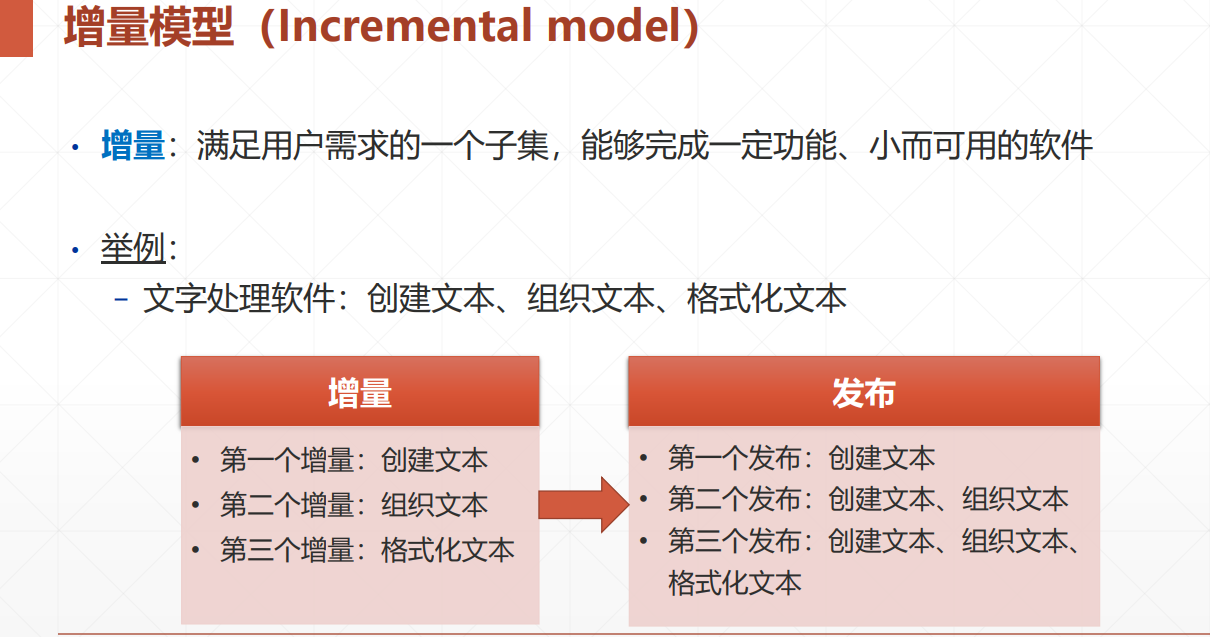 增量模型（Incremental model）
• 增量：满足用户需求的一个子集，能够完成一定功能、小而可用的软件
• 举例：
– 文字处理软件：创建文本、组织文本、格式化文本
增量
• 第一个增量：创建文本
• 第二个增量：组织文本
• 第三个增量：格式化文本
发布
• 第一个发布：创建文本
• 第二个发布：创建文本、组织文本
• 第三个发布：创建文本、组织文本、
格式化文本